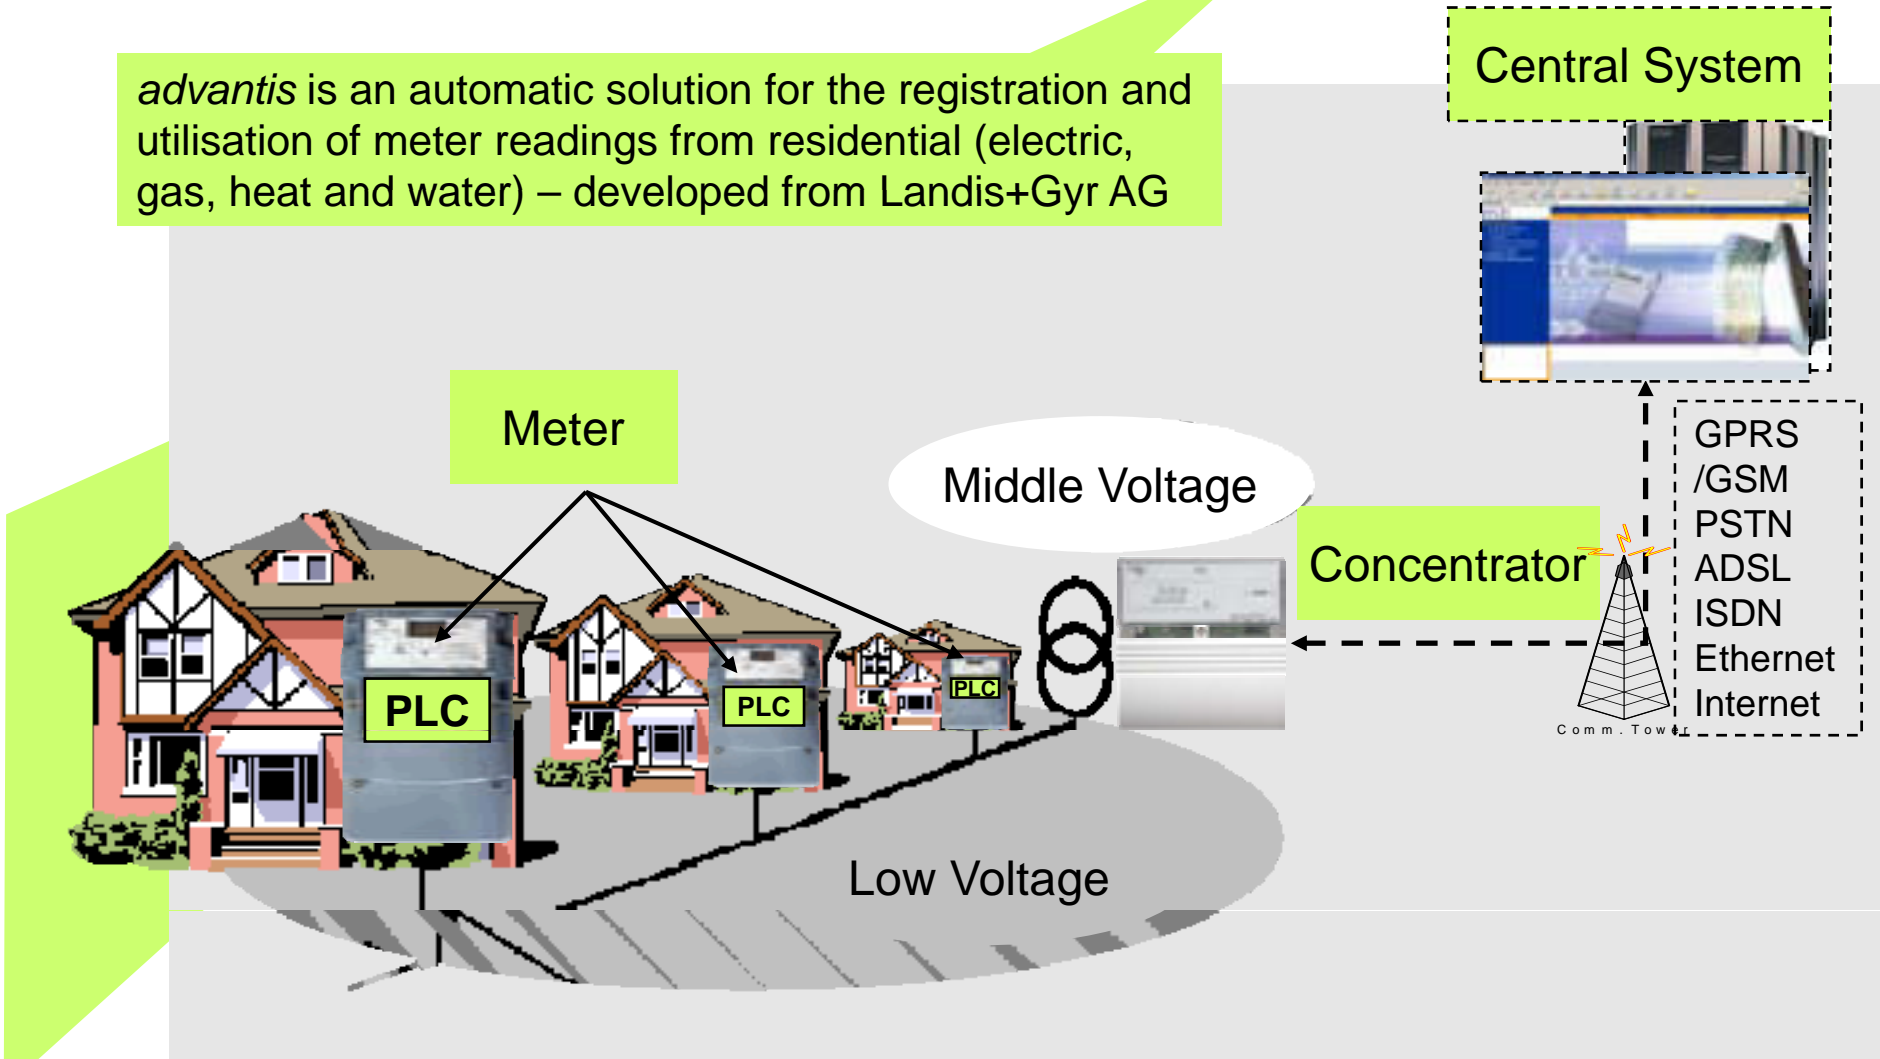 advantis is an automatic solution for the registration and
utilisation of meter readings from residential (electric,
gas, heat and water) – developed from Landis+Gyr AG
Central System
Meter
Middle Voltage
Concentrator
GPRS
/GSM
PSTN
ADSL
ISDN
Ethernet
Internet
Comm. Tower
PLC
PLC
PLC
Low Voltage